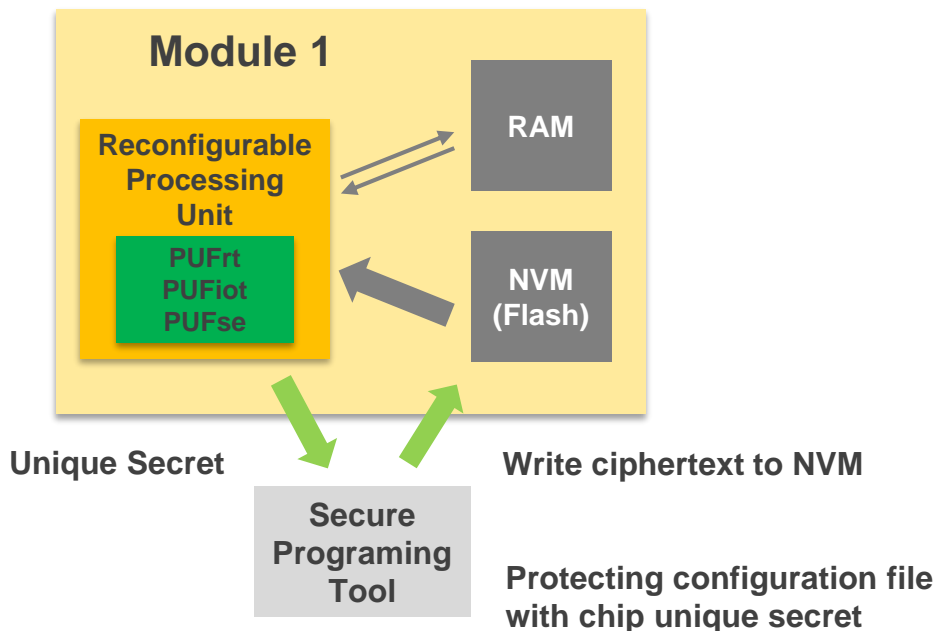 Module 1
RAM
Reconfigurable
Processing
Unit
PUFrt
PUFiot
PUFse
NVM
(Flash)
Unique Secret
Write ciphertext to NVM
Secure
Programing
Tool
Protecting configuration file
with chip unique secret